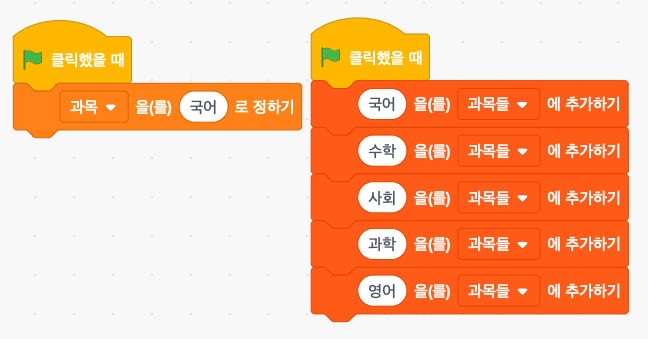 클릭했을 때
과목 을(를) 국어 로 정하기
클릭했을 때
국어 을(를) 과목들 에 추가하기
수학 을(를) 과목들 에 추가하기
사회 을(를) 과목들 에 추가하기
과학 을(를) 과목들 에 추가하기
영어 을(를) 과목들 에 추가하기